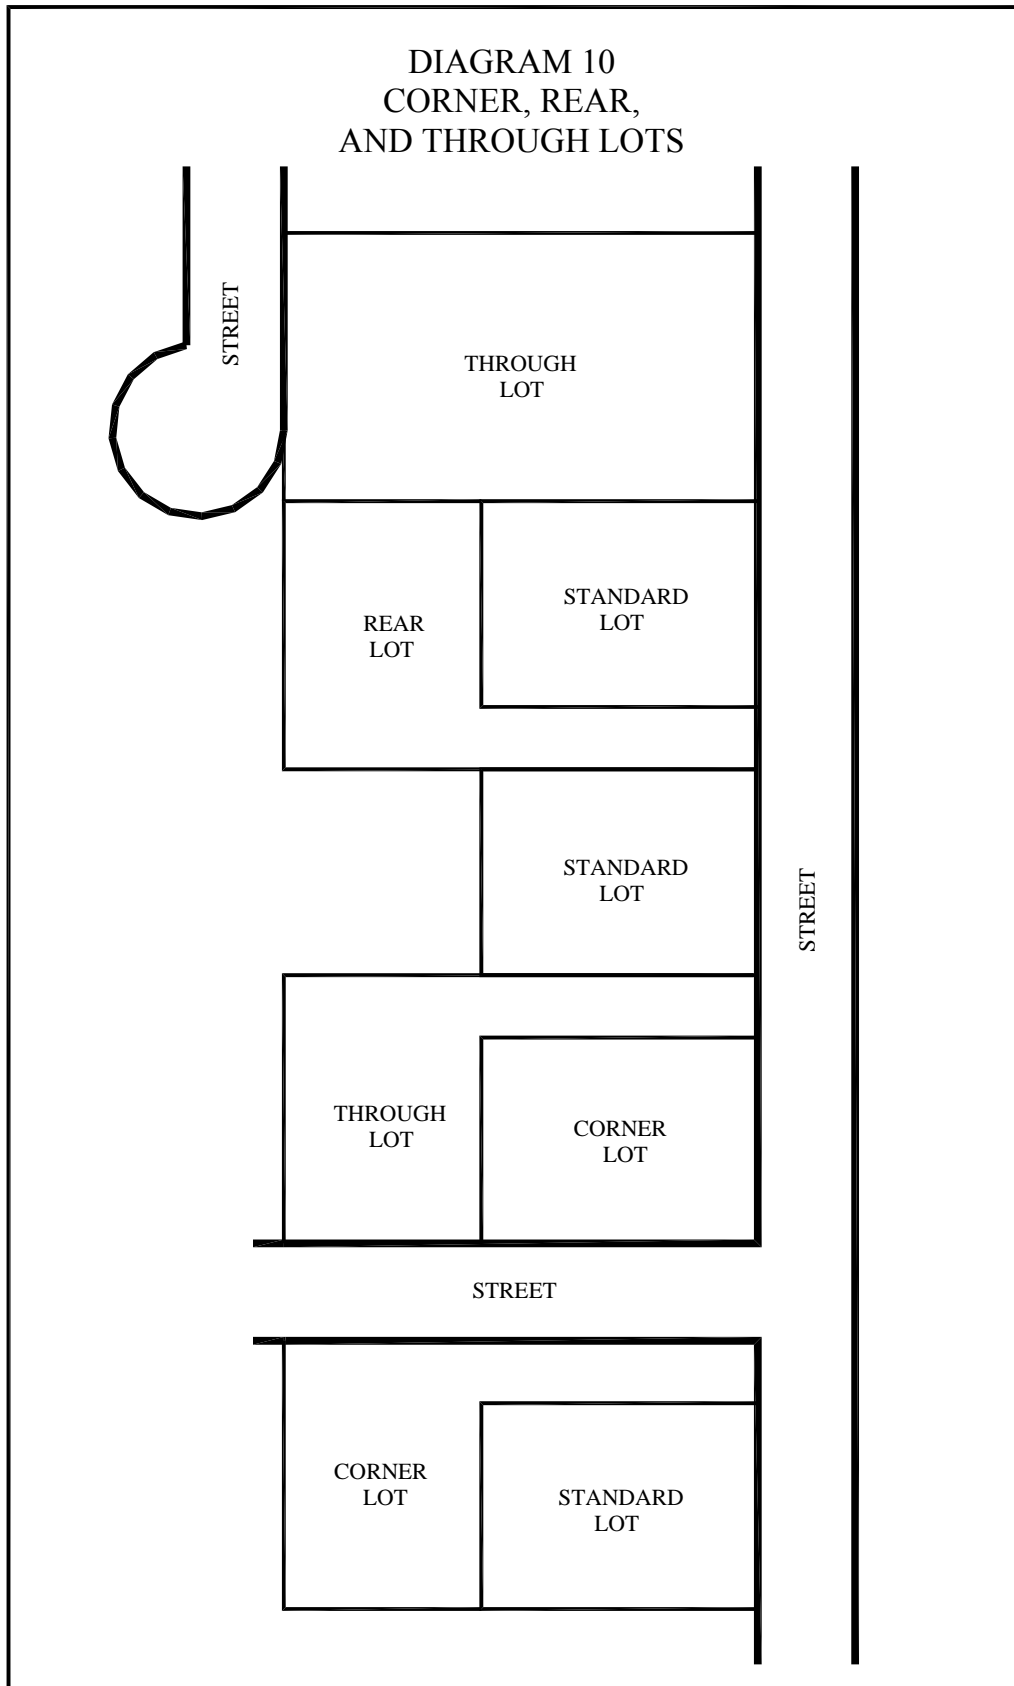 DIAGRAM 10
CORNER, REAR,
AND THROUGH LOTS
STREET
THROUGH
LOT
STANDARD
LOT
REAR
LOT
STANDARD
LOT
STREET
THROUGH
LOT
CORNER
LOT
STREET
CORNER
LOT
STANDARD
LOT